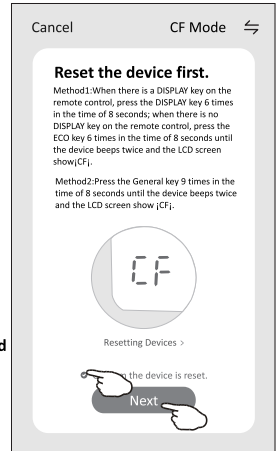 Cancel CF Mode ⇋
Reset the device first.
Method1:When there is a DISPLAY key on the
remote control, press the DISPLAY key 6 times
in the time of 8 seconds; when there is no
DISPLAY key on the remote control, press the
ECO key 6 times in the time of 8 seconds until
the device beeps twice and the LCD screen
show¡CF¡.
Method2:Press the General key 9 times in the
time of 8 seconds until the device beeps twice
and the LCD screen show ¡CF¡.
CF
Resetting Devices >
d
the device is reset.
Next